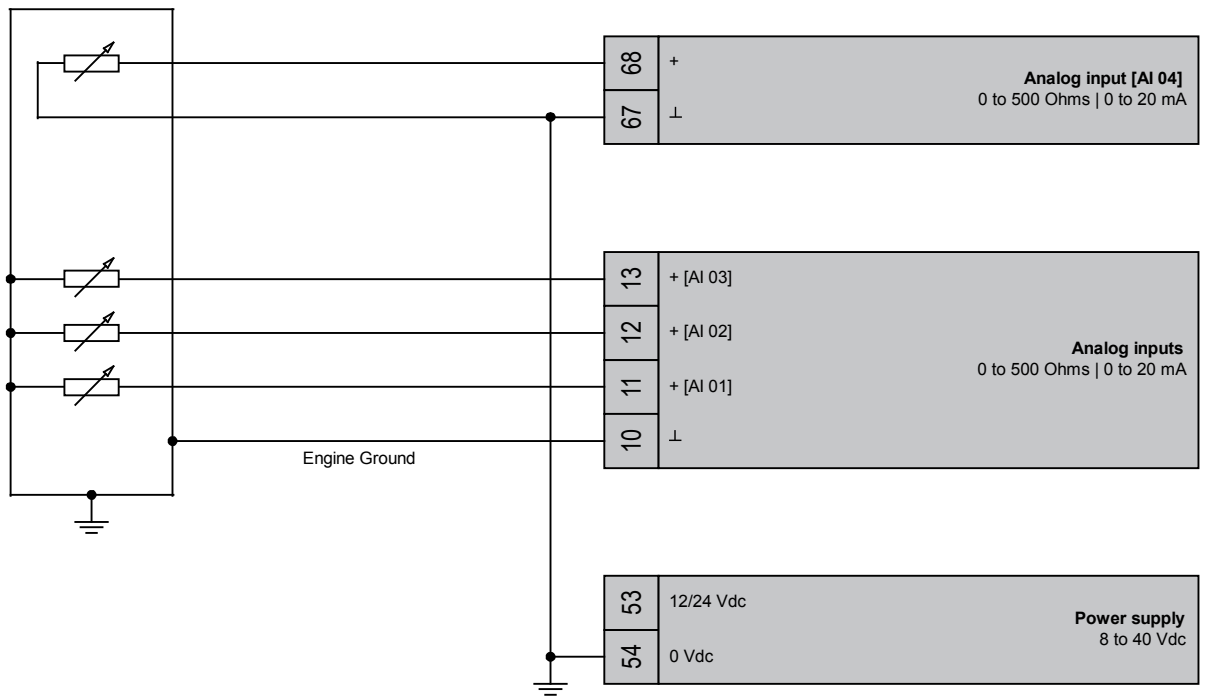 68
+
Analog input [AI 04]
0 to 500 Ohms | 0 to 20 mA
67
⊥
13
+ [AI 03]
12
+ [AI 02]
Analog inputs
0 to 500 Ohms | 0 to 20 mA
11
+ [AI 01]
10
⊥
Engine Ground
53
12/24 Vdc
Power supply
8 to 40 Vdc
54
0 Vdc